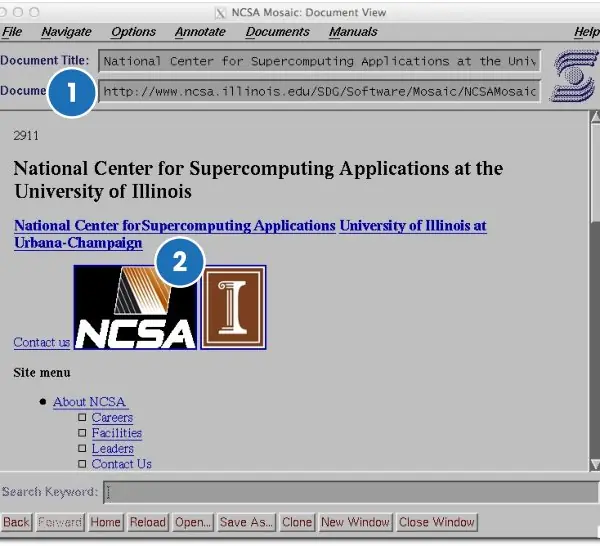 NCSA Mosaic: Document View
File Navigate Options Annotate Documents Manuals Help
Document Title: National Center for Supercomputing Applications at the Univ
Docume 1 http://www.ncsa.illinois.edu/SDG/Software/Mosaic/NCSAMosaic
2911
National Center for Supercomputing Applications at the
University of Illinois
National Center forSupercomputing Applications University of Illinois at
Urbana-Champaign
2
Contact us NCSA I
Site menu
About NCSA
Careers
Facilities
Leaders
Contact Us
Search Keyword:
Back Forward Home Reload Open... Save As... Clone New Window Close Window